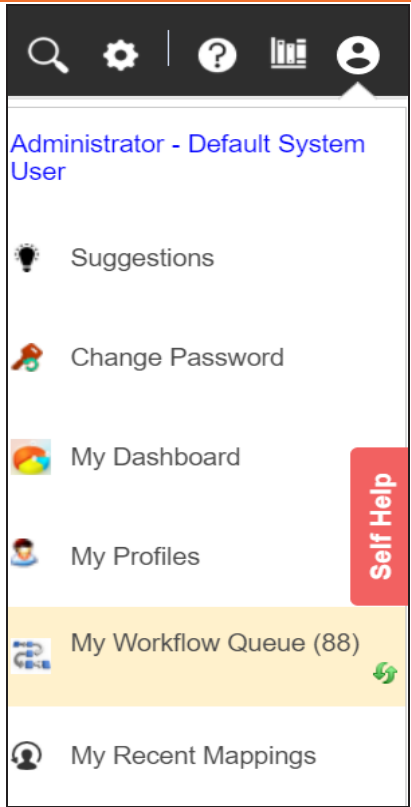 Administrator - Default System
User
Suggestions
Change Password
My Dashboard
Self Help
My Profiles
My Workflow Queue (88)
My Recent Mappings